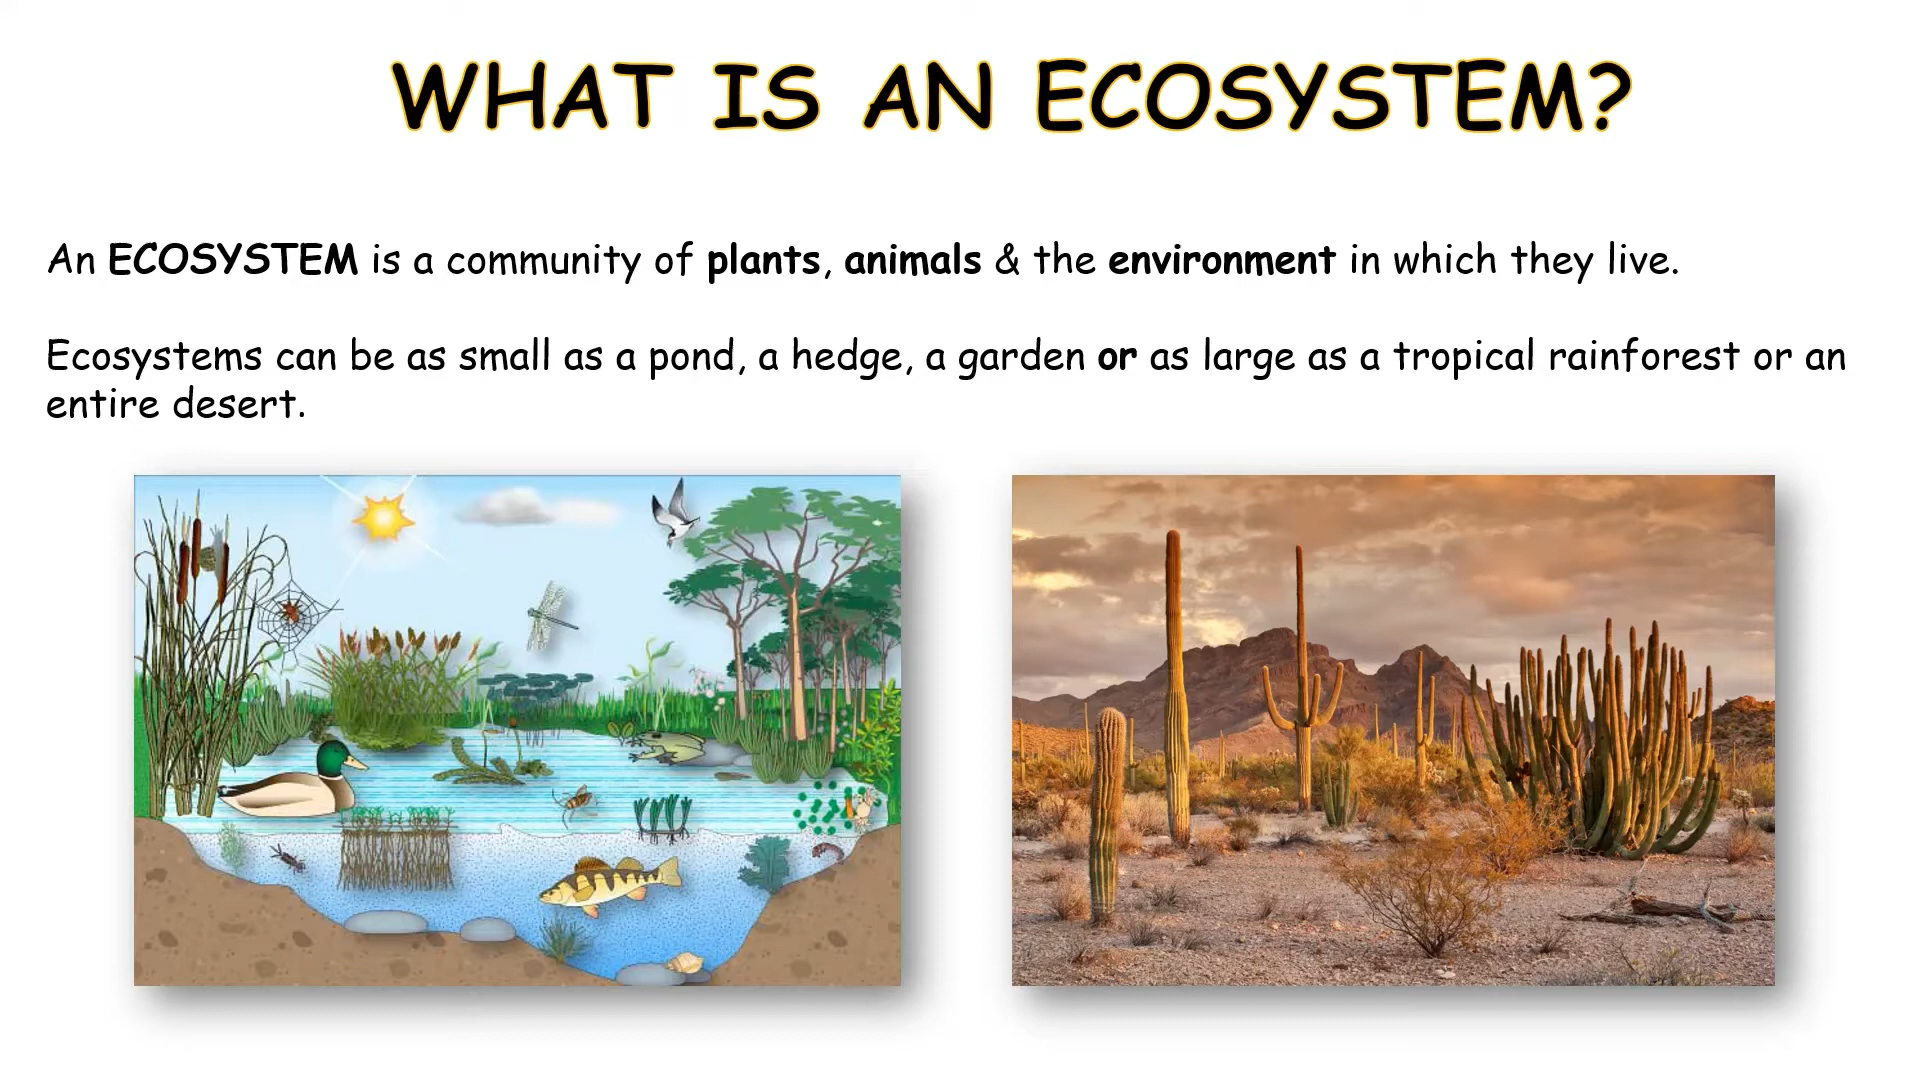 WHAT IS AN ECOSYSTEM?
An ECOSYSTEM is a community of plants, animals & the environment in which they live.
Ecosystems can be as small as a pond, a hedge, a garden or as large as a tropical rainforest or an
entire desert.